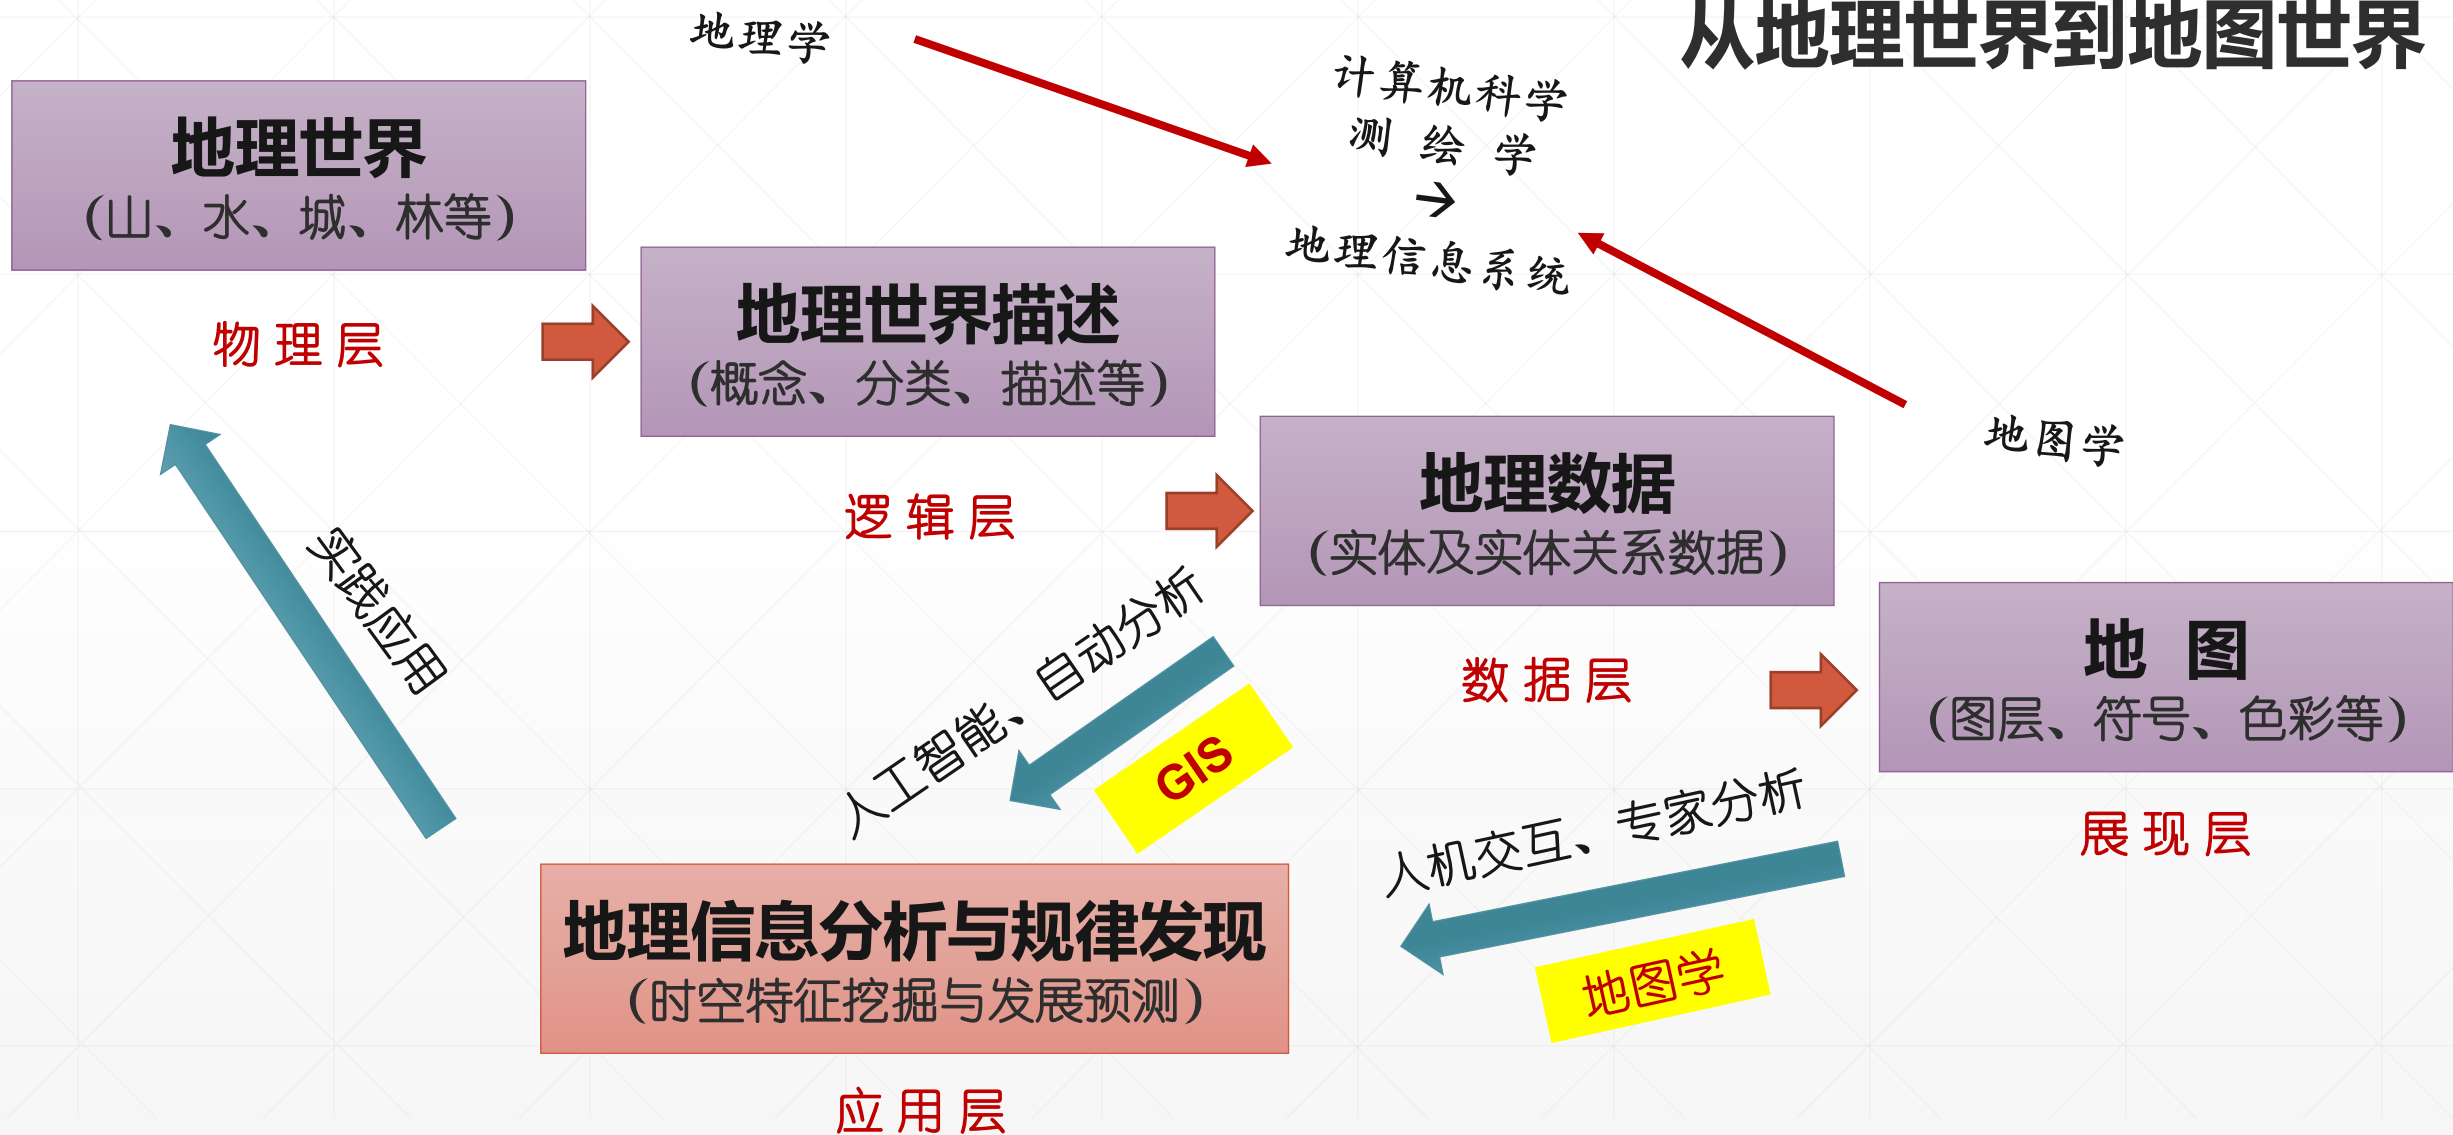 从地理世界到地图世界
地理学
计算机科学
测 绘 学
→
地理信息系统
地图学
地理世界
(山、水、城、林等)
物理层
地理世界描述
(概念、分类、描述等)
逻辑层
地理数据
(实体及实体关系数据)
数据层
地 图
(图层、符号、色彩等)
展现层
实践应用
人工智能、自动分析
GIS
人机交互、专家分析
地图学
地理信息分析与规律发现
(时空特征挖掘与发展预测)
应用层